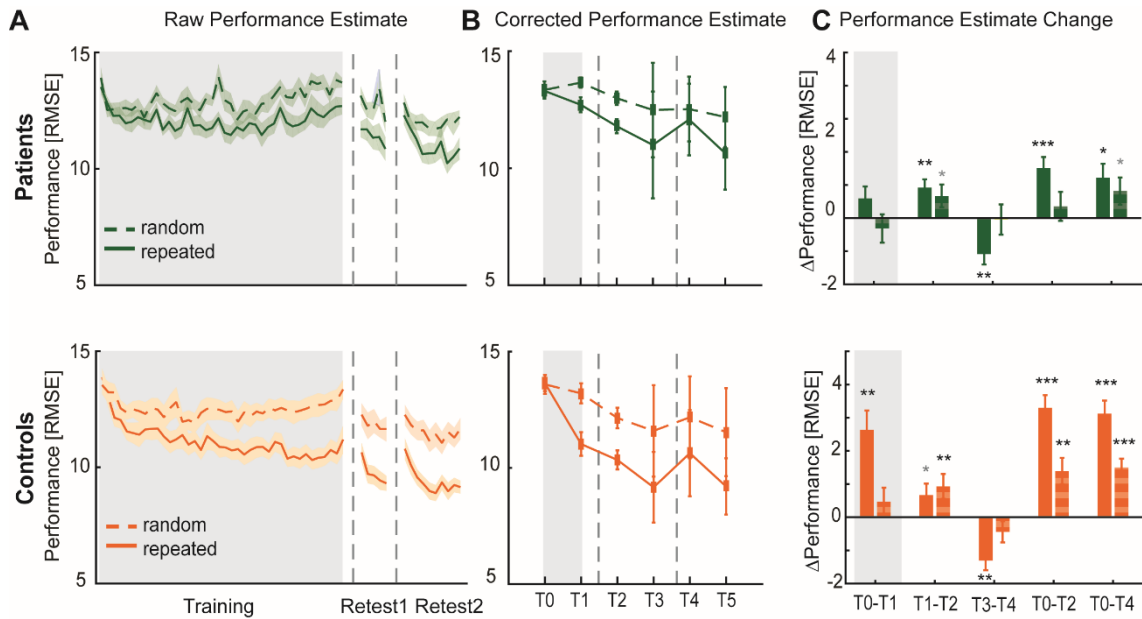 A Raw Performance Estimate
B Corrected Performance Estimate
C Performance Estimate Change
Patients
Performance [RMSE]
15
10
5
random
repeated
15
10
5
ΔPerformance [RMSE]
4
2
0
-2
**
*
**
***
*
*
Controls
Performance [RMSE]
15
10
5
random
repeated
Training
Retest1
Retest2
15
10
5
T0
T1
T2
T3
T4
T5
ΔPerformance [RMSE]
4
2
0
-2
**
*
**
**
***
**
***
***
T0-T1
T1-T2
T3-T4
T0-T2
T0-T4